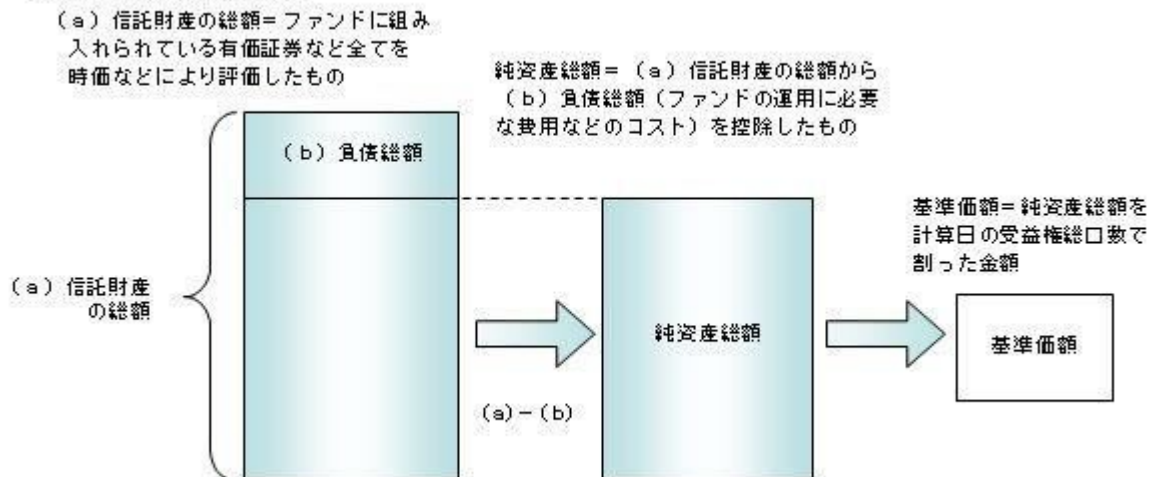 （a）信託財産の総額=ファンドに組み
入れられている有価証券など全てを
時価などにより評価したもの
純資産総額=（a）信託財産の総額から
（b）負債総額（ファンドの運用に必要
な費用などのコスト）を控除したもの
（b）負債総額
基準価額=純資産総額を
計算日の受益権総口数で
割った金額
（a）信託財産
の総額
純資産総額
基準価額
(a)－(b)